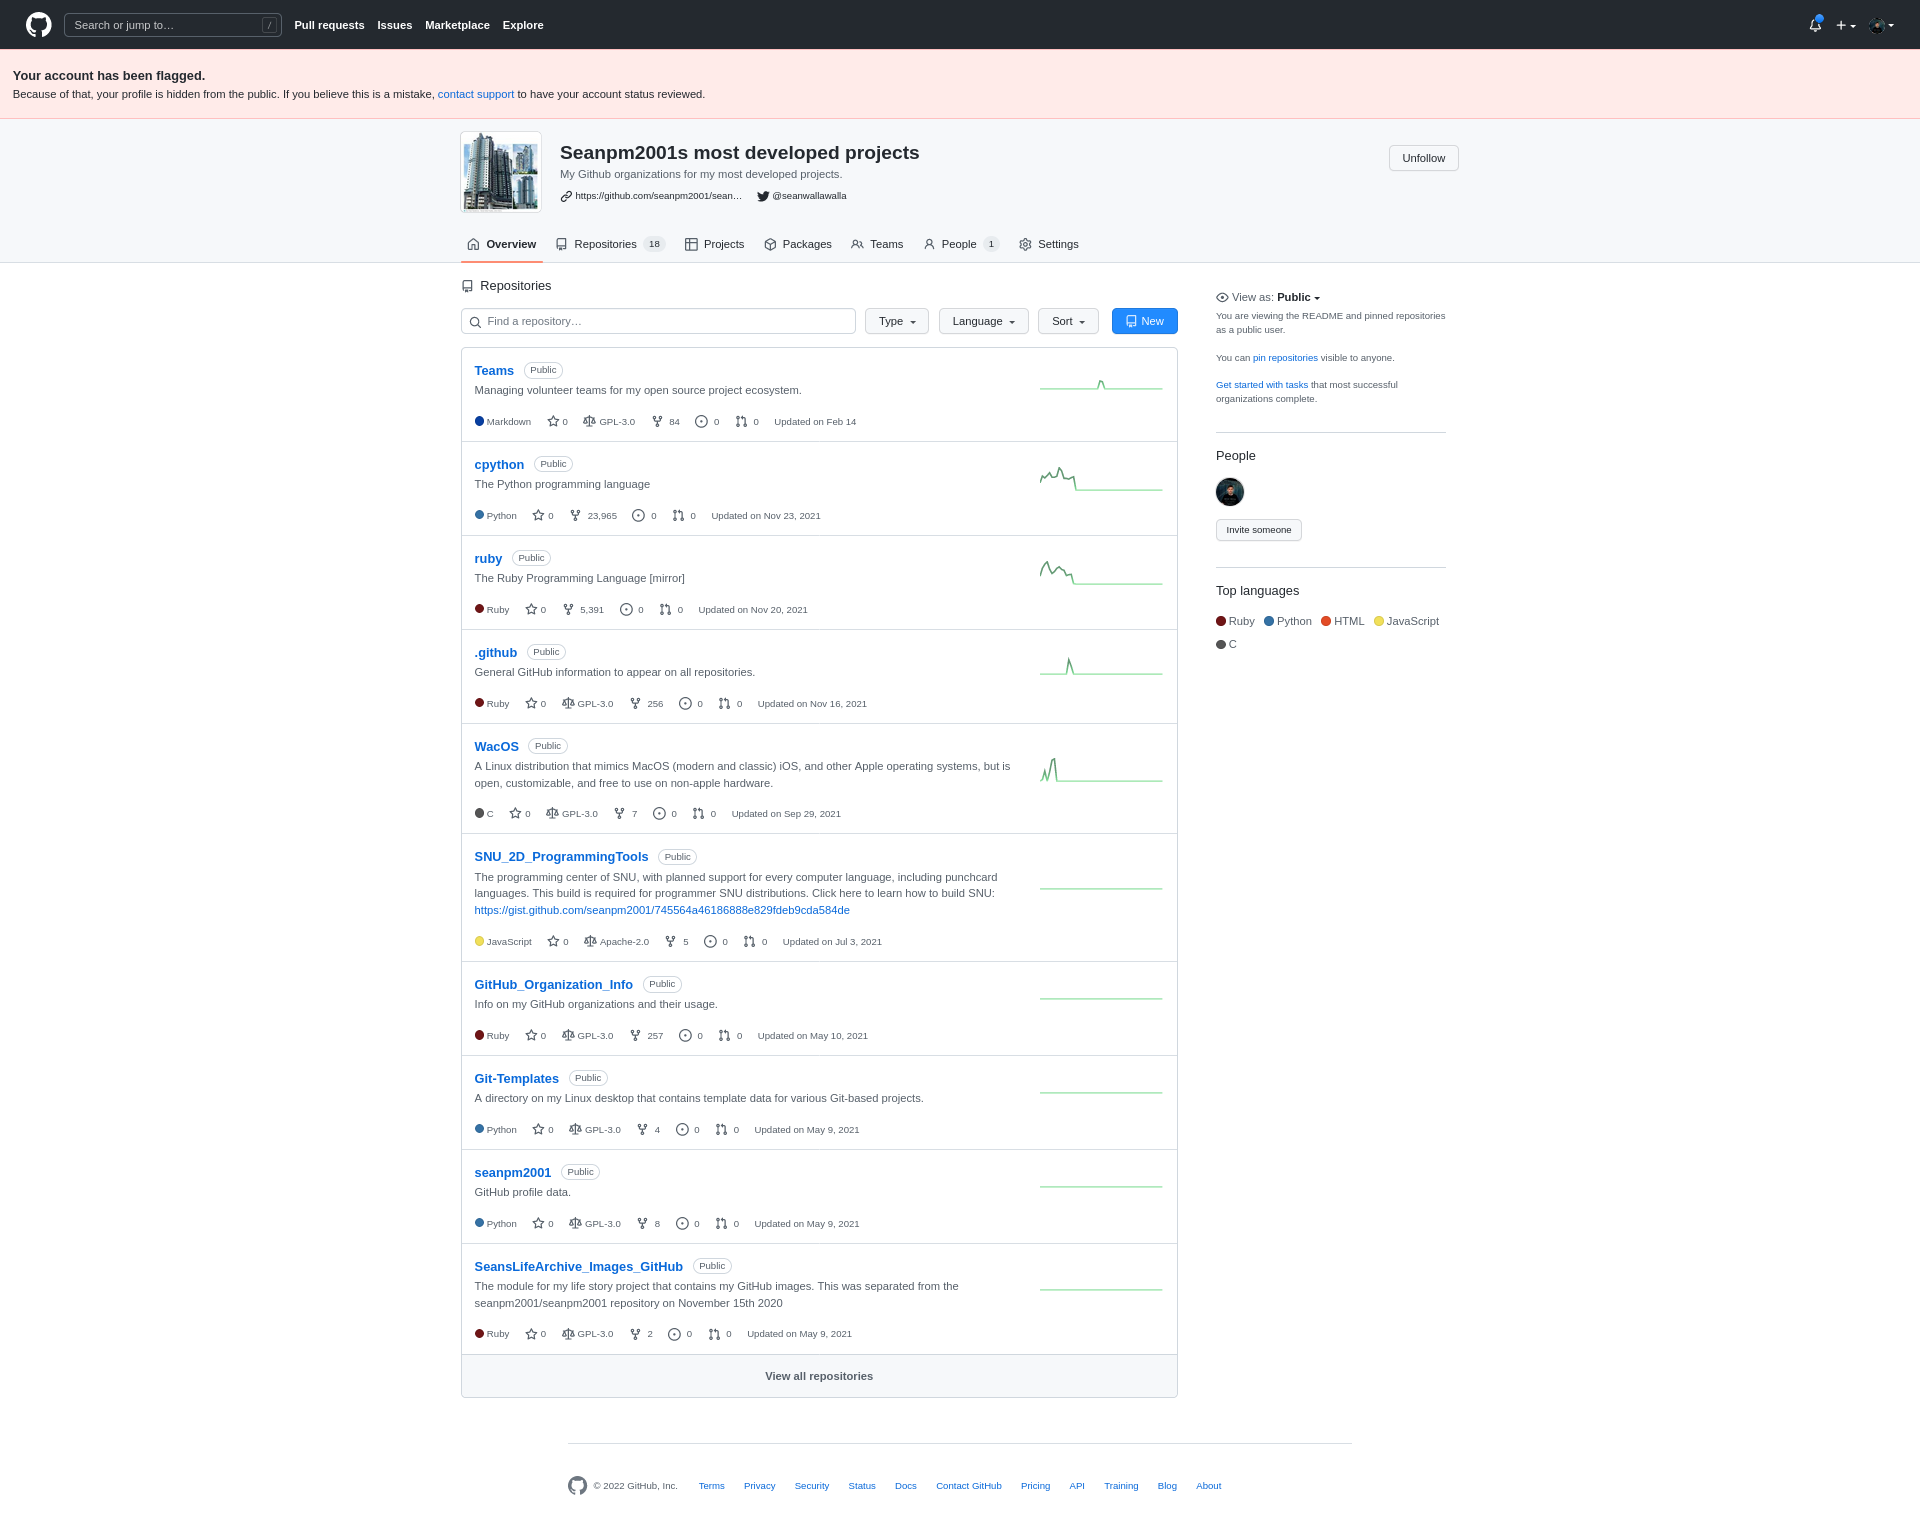 Search or jump to… /
Pull requests Issues Marketplace Explore
Your account has been flagged.
Because of that, your profile is hidden from the public. If you believe this is a mistake, contact support to have your account status reviewed.
Seanpm2001s most developed projects
My Github organizations for my most developed projects.
https://github.com/seanpm2001/sean… @seanwallawalla
Unfollow
Overview Repositories 18 Projects Packages Teams People 1 Settings
Repositories
Find a repository… Type Language Sort New
Teams Public
Managing volunteer teams for my open source project ecosystem.
Markdown 0 GPL-3.0 84 0 0 Updated on Feb 14
cpython Public
The Python programming language
Python 0 23,965 0 0 Updated on Nov 23, 2021
ruby Public
The Ruby Programming Language [mirror]
Ruby 0 5,391 0 0 Updated on Nov 20, 2021
.github Public
General GitHub information to appear on all repositories.
Ruby 0 GPL-3.0 256 0 0 Updated on Nov 16, 2021
WacOS Public
A Linux distribution that mimics MacOS (modern and classic) iOS, and other Apple operating systems, but is
open, customizable, and free to use on non-apple hardware.
C 0 GPL-3.0 7 0 0 Updated on Sep 29, 2021
SNU_2D_ProgrammingTools Public
The programming center of SNU, with planned support for every computer language, including punchcard
languages. This build is required for programmer SNU distributions. Click here to learn how to build SNU:
https://gist.github.com/seanpm2001/745564a46186888e829fdeb9cda584de
JavaScript 0 Apache-2.0 5 0 0 Updated on Jul 3, 2021
GitHub_Organization_Info Public
Info on my GitHub organizations and their usage.
Ruby 0 GPL-3.0 257 0 0 Updated on May 10, 2021
Git-Templates Public
A directory on my Linux desktop that contains template data for various Git-based projects.
Python 0 GPL-3.0 4 0 0 Updated on May 9, 2021
seanpm2001 Public
GitHub profile data.
Python 0 GPL-3.0 8 0 0 Updated on May 9, 2021
SeansLifeArchive_Images_GitHub Public
The module for my life story project that contains my GitHub images. This was separated from the
seanpm2001/seanpm2001 repository on November 15th 2020
Ruby 0 GPL-3.0 2 0 0 Updated on May 9, 2021
View all repositories
View as: Public
You are viewing the README and pinned repositories
as a public user.
You can pin repositories visible to anyone.
Get started with tasks that most successful
organizations complete.
People
Invite someone
Top languages
Ruby Python HTML JavaScript
C
© 2022 GitHub, Inc. Terms Privacy Security Status Docs Contact GitHub Pricing API Training Blog About